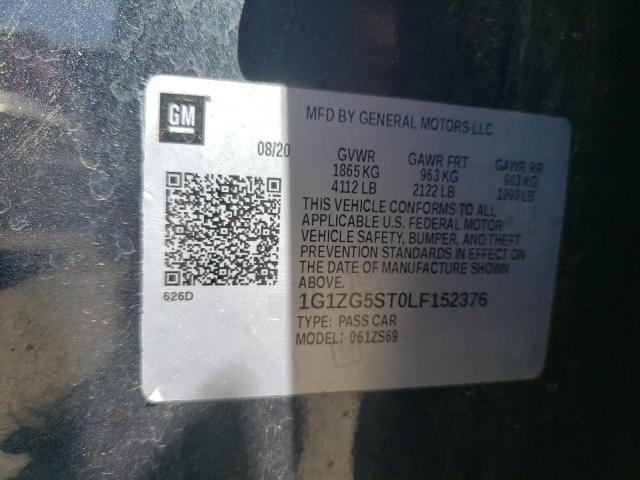 GM
MFD BY GENERAL MOTORS LLC
08/20
GVWR GAWR FRT GAWR RR
1865 KG 963 KG 903 KG
4112 LB 2122 LB 1990 LB
THIS VEHICLE CONFORMS TO ALL
APPLICABLE U.S. FEDERAL MOTOR
VEHICLE SAFETY, BUMPER, AND THEFT
PREVENTION STANDARDS IN EFFECT ON
THE DATE OF MANUFACTURE SHOWN
ABOVE.
626D
1G1ZG5ST0LF152376
TYPE: PASS CAR
MODEL: 061ZS69